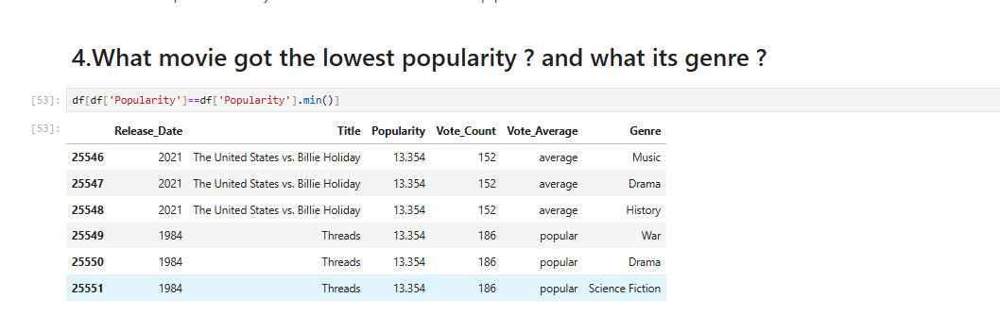 4.What movie got the lowest popularity ? and what its genre ?
[53]: df[df['Popularity']==df['Popularity'].min()]
[53]: Release_Date Title Popularity Vote_Count Vote_Average Genre
25546 2021 The United States vs. Billie Holiday 13.354 152 average Music
25547 2021 The United States vs. Billie Holiday 13.354 152 average Drama
25548 2021 The United States vs. Billie Holiday 13.354 152 average History
25549 1984 Threads 13.354 186 popular War
25550 1984 Threads 13.354 186 popular Drama
25551 1984 Threads 13.354 186 popular Science Fiction